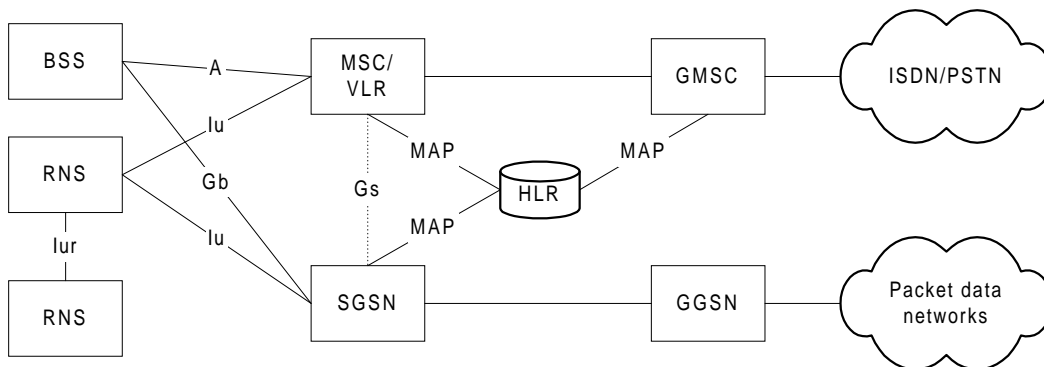 BSS
A
MSC/
VLR
GMSC
ISDN/PSTN
Iu
MAP
MAP
RNS
Gb
Gs
HLR
Iu
MAP
Iur
RNS
SGSN
GGSN
Packet data
networks